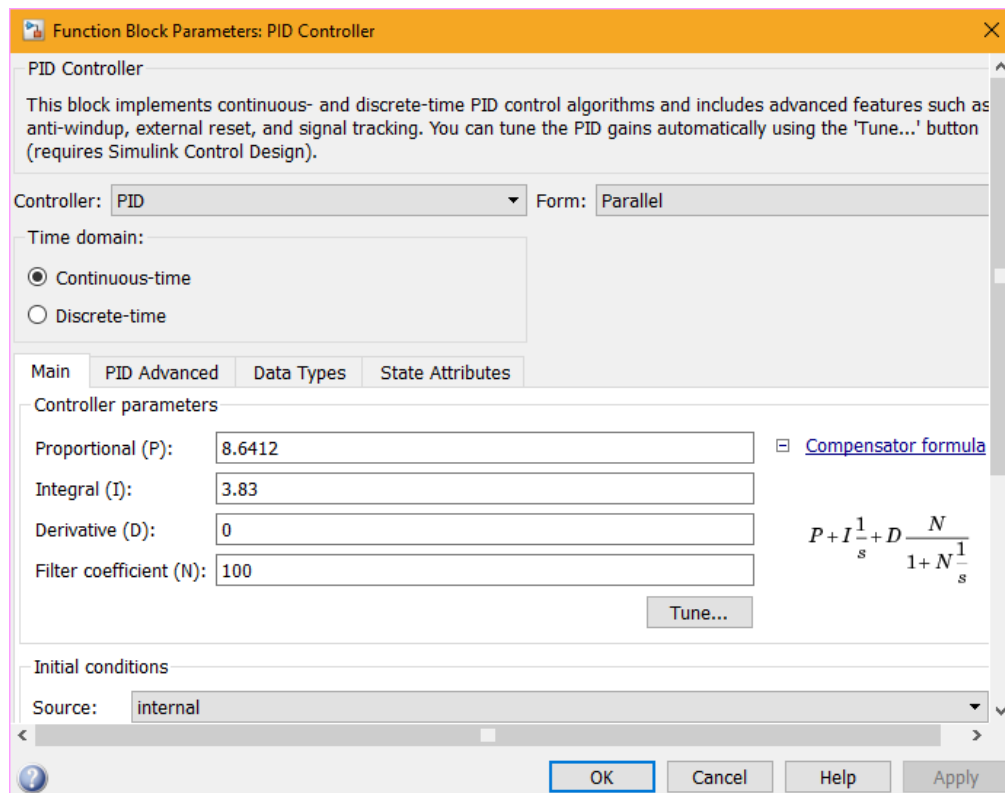 Function Block Parameters: PID Controller
PID Controller
This block implements continuous- and discrete-time PID control algorithms and includes advanced features such as
anti-windup, external reset, and signal tracking. You can tune the PID gains automatically using the 'Tune...' button
(requires Simulink Control Design).
Controller: PID Form: Parallel
Time domain:
Continuous-time
Discrete-time
Main PID Advanced Data Types State Attributes
Controller parameters
Proportional (P): 8.6412 Compensator formula
Integral (I): 3.83
Derivative (D): 0
P + I 1/s + D N/(1 + N 1/s)
Filter coefficient (N): 100
Tune...
Initial conditions
Source: internal
OK Cancel Help Apply